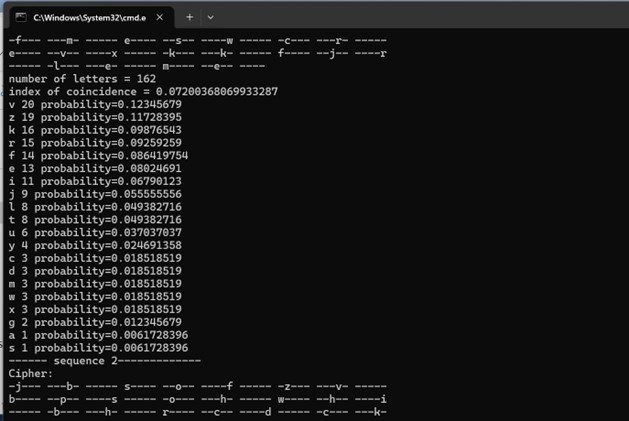 C:\Windows\System32\cmd.e
-f--- ---m- ----- e---- --s-- ----w ----- -c--- ---r- -----
e---- --v-- ----x ----- -k--- ---k- ----- f---- --j-- ----r
----- -l--- ---e- ----- m---- --e-- ----
number of letters = 162
index of coincidence = 0.07200368069933287
v 20 probability=0.12345679
z 19 probability=0.11728395
k 16 probability=0.09876543
r 15 probability=0.09259259
f 14 probability=0.086419754
e 13 probability=0.08024691
i 11 probability=0.06790123
j 9 probability=0.055555556
l 8 probability=0.049382716
t 8 probability=0.049382716
u 6 probability=0.037037037
y 4 probability=0.024691358
c 3 probability=0.018518519
d 3 probability=0.018518519
m 3 probability=0.018518519
w 3 probability=0.018518519
x 3 probability=0.018518519
g 2 probability=0.012345679
a 1 probability=0.0061728396
s 1 probability=0.0061728396
------ sequence 2-------------
Cipher:
-j--- ---b- ----- s---- --o-- ----f ----- -z--- ---v- -----
b---- --p-- ----s ----- -o--- ---h- ----- w---- --h-- ----i
----- -b--- ---h- ----- r---- --c-- ----d ----- -c--- ---k-